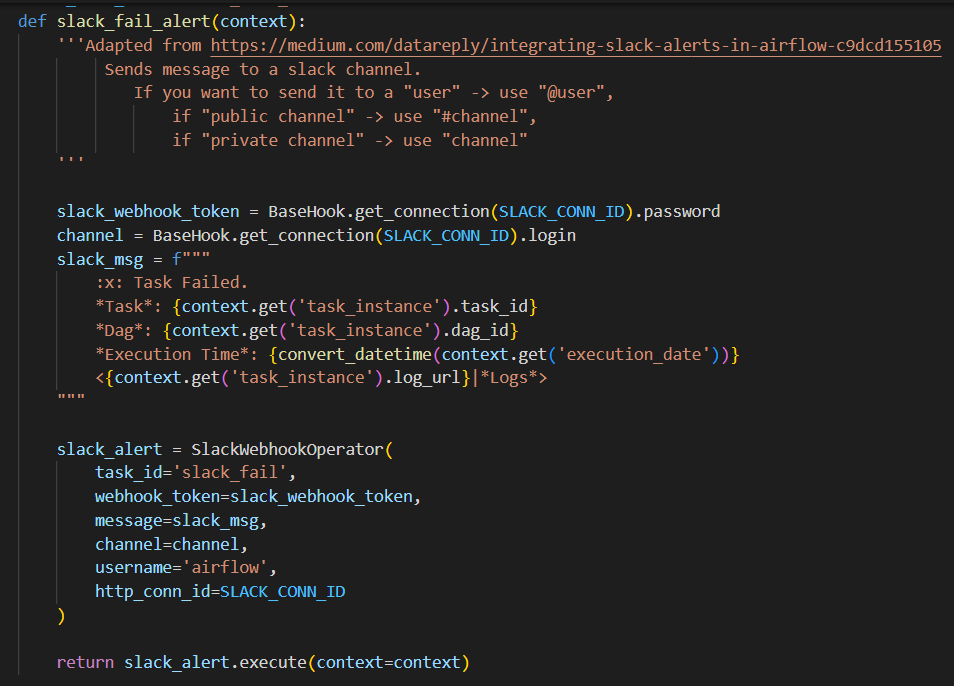 def slack_fail_alert(context):
    '''Adapted from https://medium.com/datareply/integrating-slack-alerts-in-airflow-c9dcd155105
         Sends message to a slack channel.
            If you want to send it to a "user" -> use "@user",
                if "public channel" -> use "#channel",
                if "private channel" -> use "channel"
    '''
    slack_webhook_token = BaseHook.get_connection(SLACK_CONN_ID).password
    channel = BaseHook.get_connection(SLACK_CONN_ID).login
    slack_msg = f"""
        :x: Task Failed.
        *Task*: {context.get('task_instance').task_id}
        *Dag*: {context.get('task_instance').dag_id}
        *Execution Time*: {convert_datetime(context.get('execution_date'))}
        <{context.get('task_instance').log_url}|*Logs*>
    """
    slack_alert = SlackWebhookOperator(
        task_id='slack_fail',
        webhook_token=slack_webhook_token,
        message=slack_msg,
        channel=channel,
        username='airflow',
        http_conn_id=SLACK_CONN_ID
    )
    return slack_alert.execute(context=context)